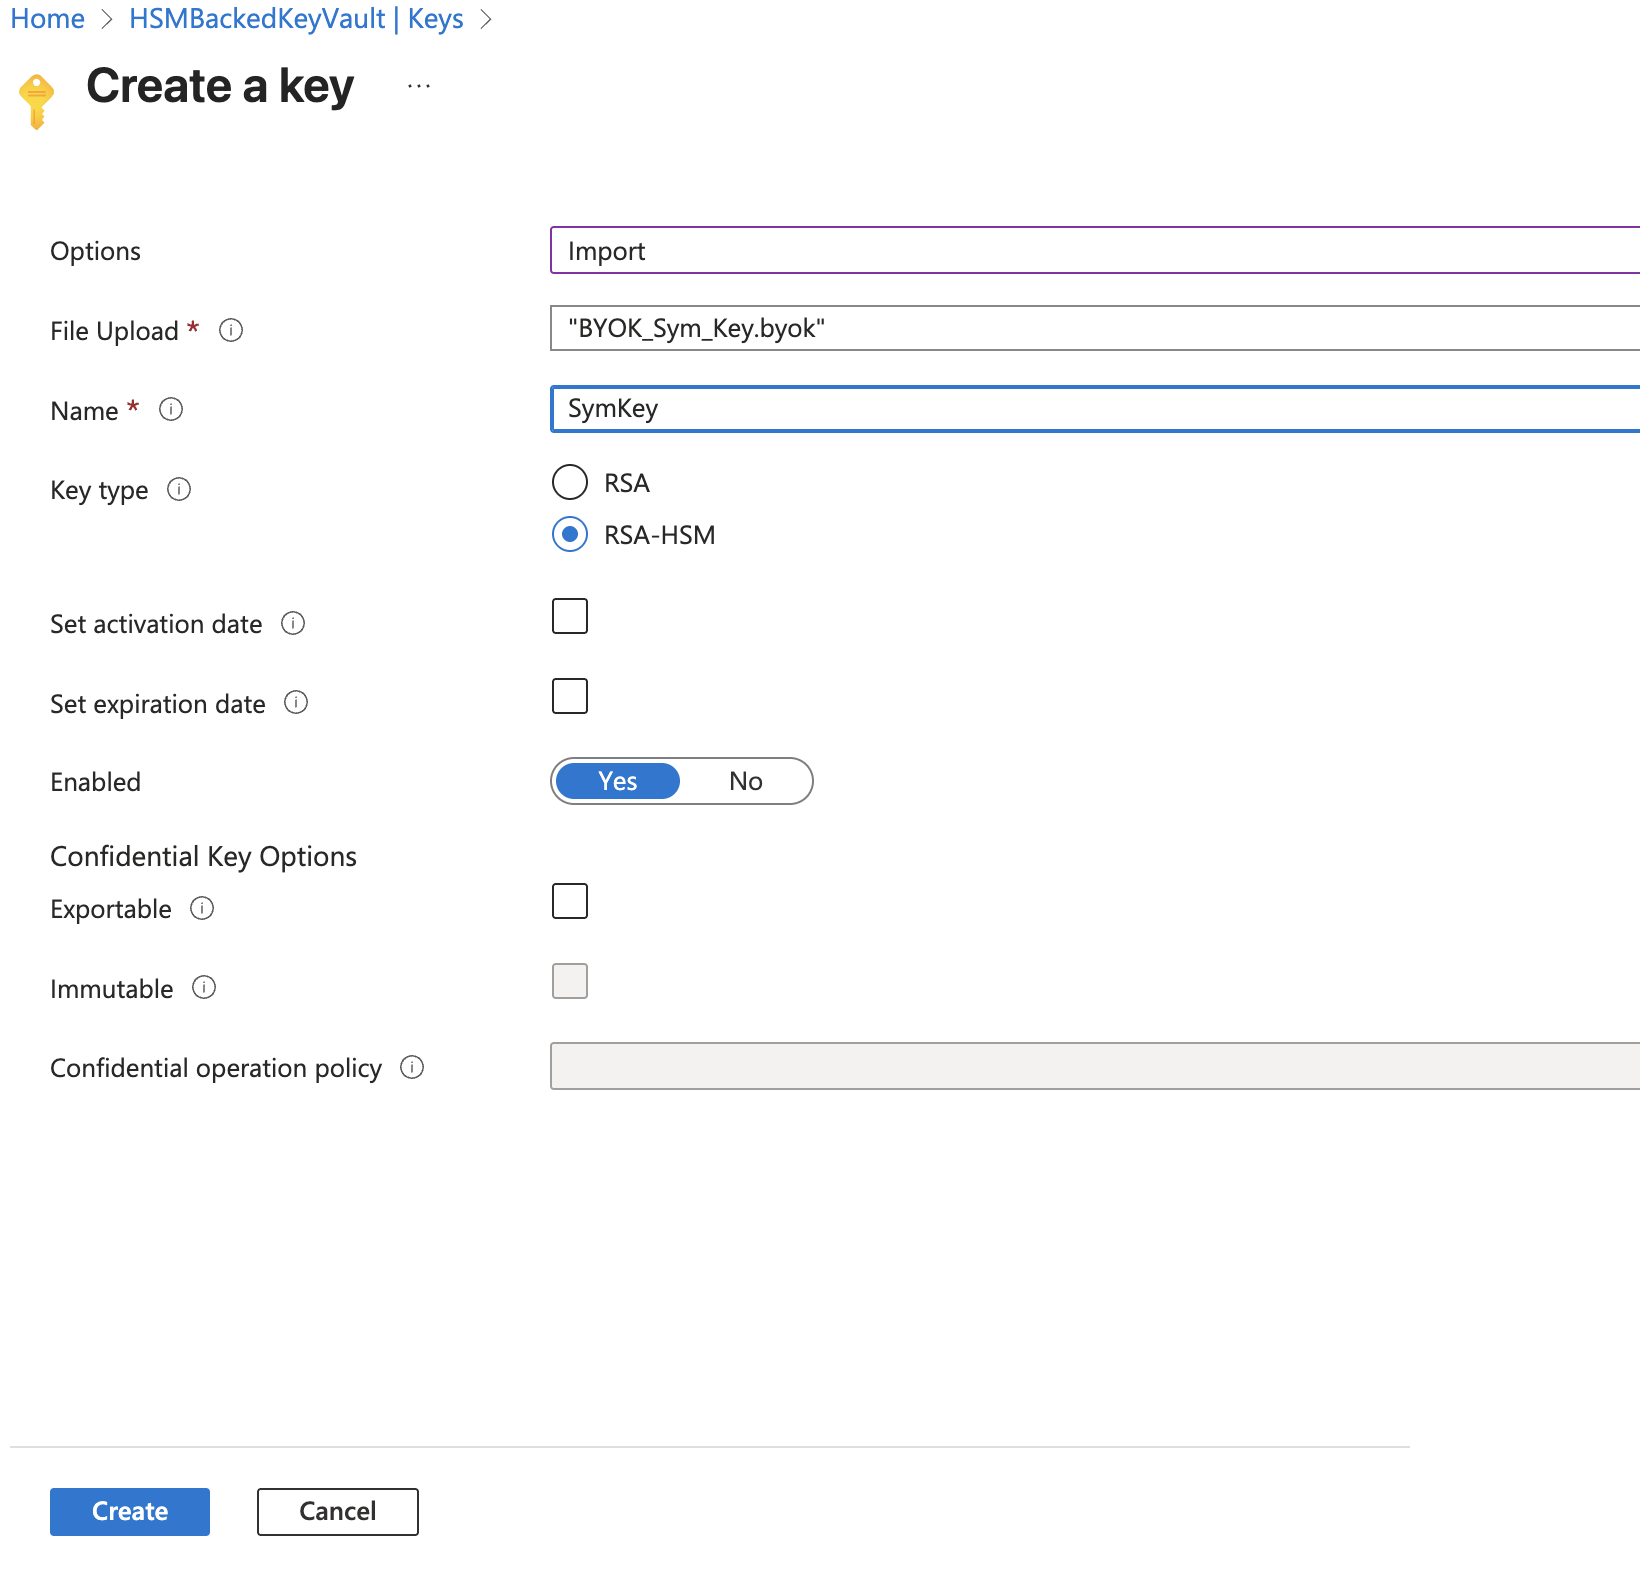 Home > HSMBackedKeyVault | Keys >
Create a key ...
Options Import
File Upload * "BYOK_Sym_Key.byok"
Name * SymKey
Key type RSA
RSA-HSM
Set activation date
Set expiration date
Enabled Yes No
Confidential Key Options
Exportable
Immutable
Confidential operation policy
Create Cancel